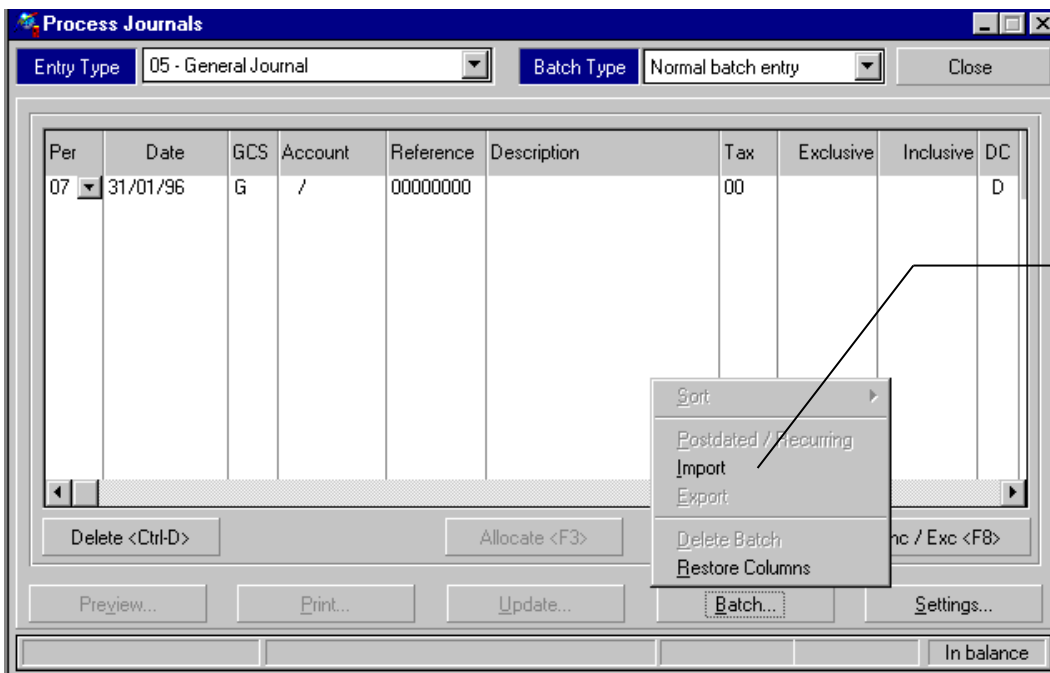 Process Journals
Entry Type 05 - General Journal Batch Type Normal batch entry Close
Per Date GCS Account Reference Description Tax Exclusive Inclusive DC
07 31/01/96 G / 00000000 00 D
Sort
Postdated / Recurring
Import
Export
Delete Batch
Restore Columns
Delete <Ctrl-D> Allocate <F3> nc / Exc <F8>
Preview... Print... Update... Batch... Settings...
In balance